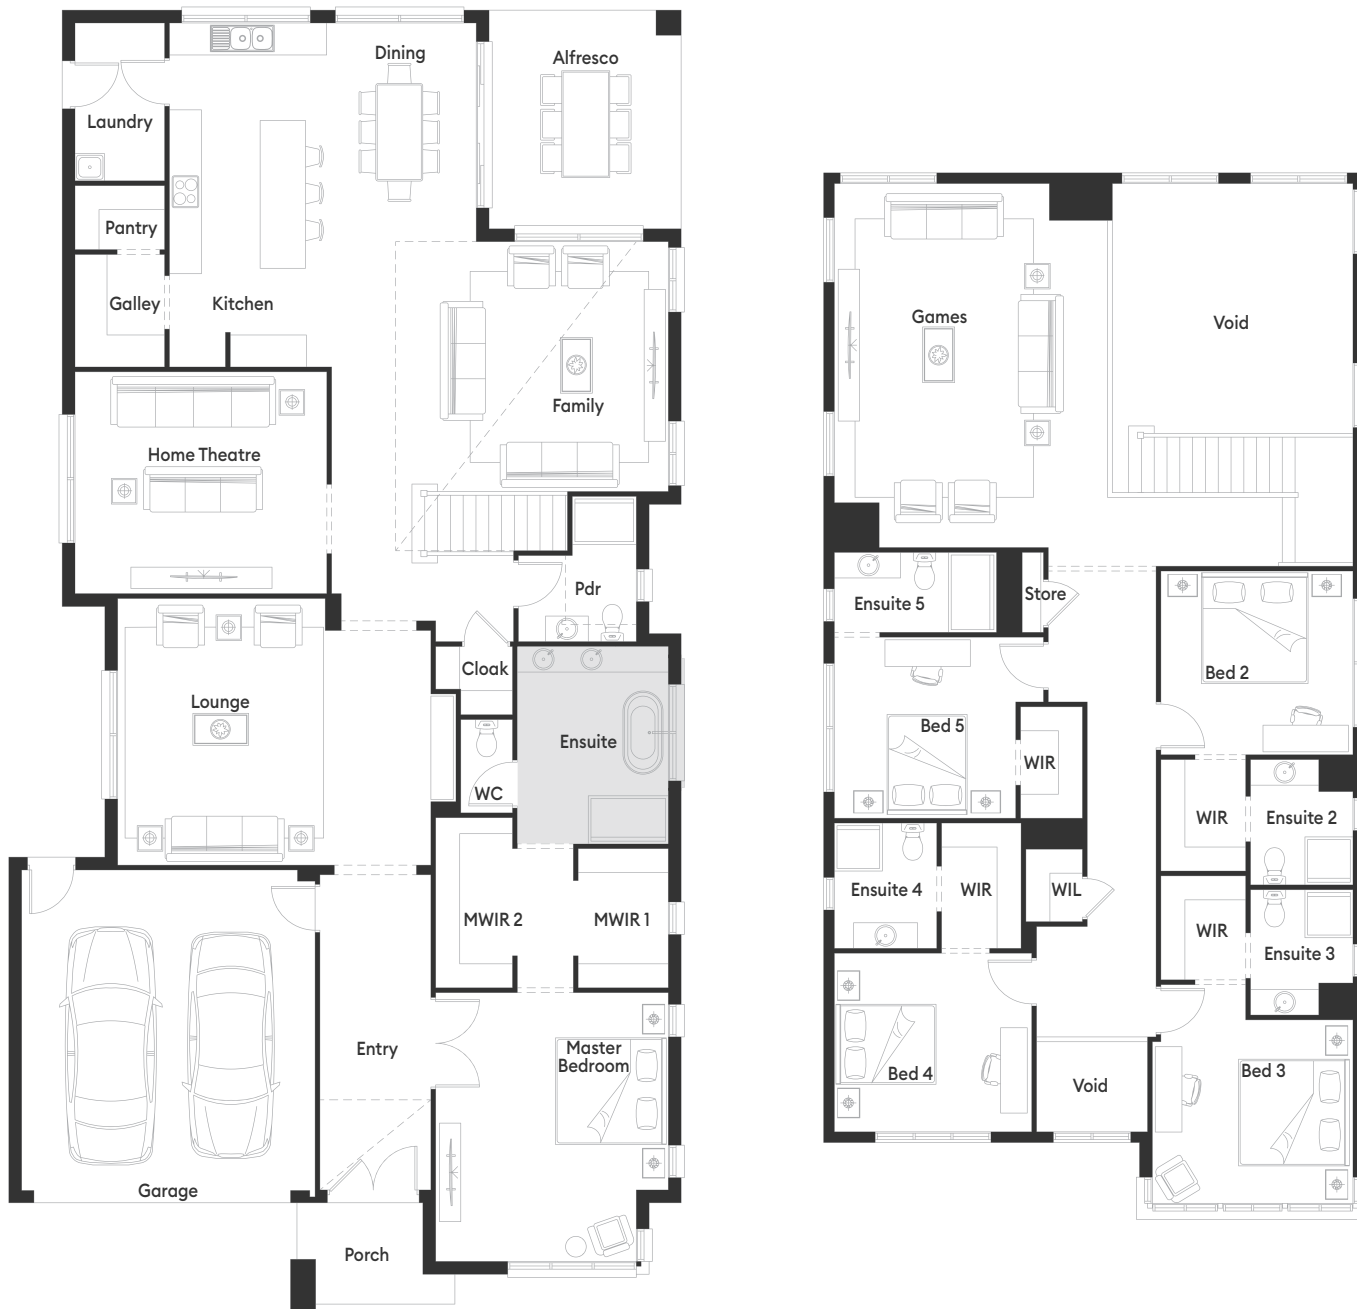 Dining
Alfresco
Laundry
Pantry
Galley
Kitchen
Family
Home Theatre
Pdr
Cloak
Lounge
Ensuite
WC
MWIR 2
MWIR 1
Entry
Master
Bedroom
Garage
Porch
Games
Void
Ensuite 5
Store
Bed 2
Bed 5
WIR
WIR
Ensuite 2
Ensuite 4
WIR
WIL
WIR
Ensuite 3
Bed 4
Void
Bed 3